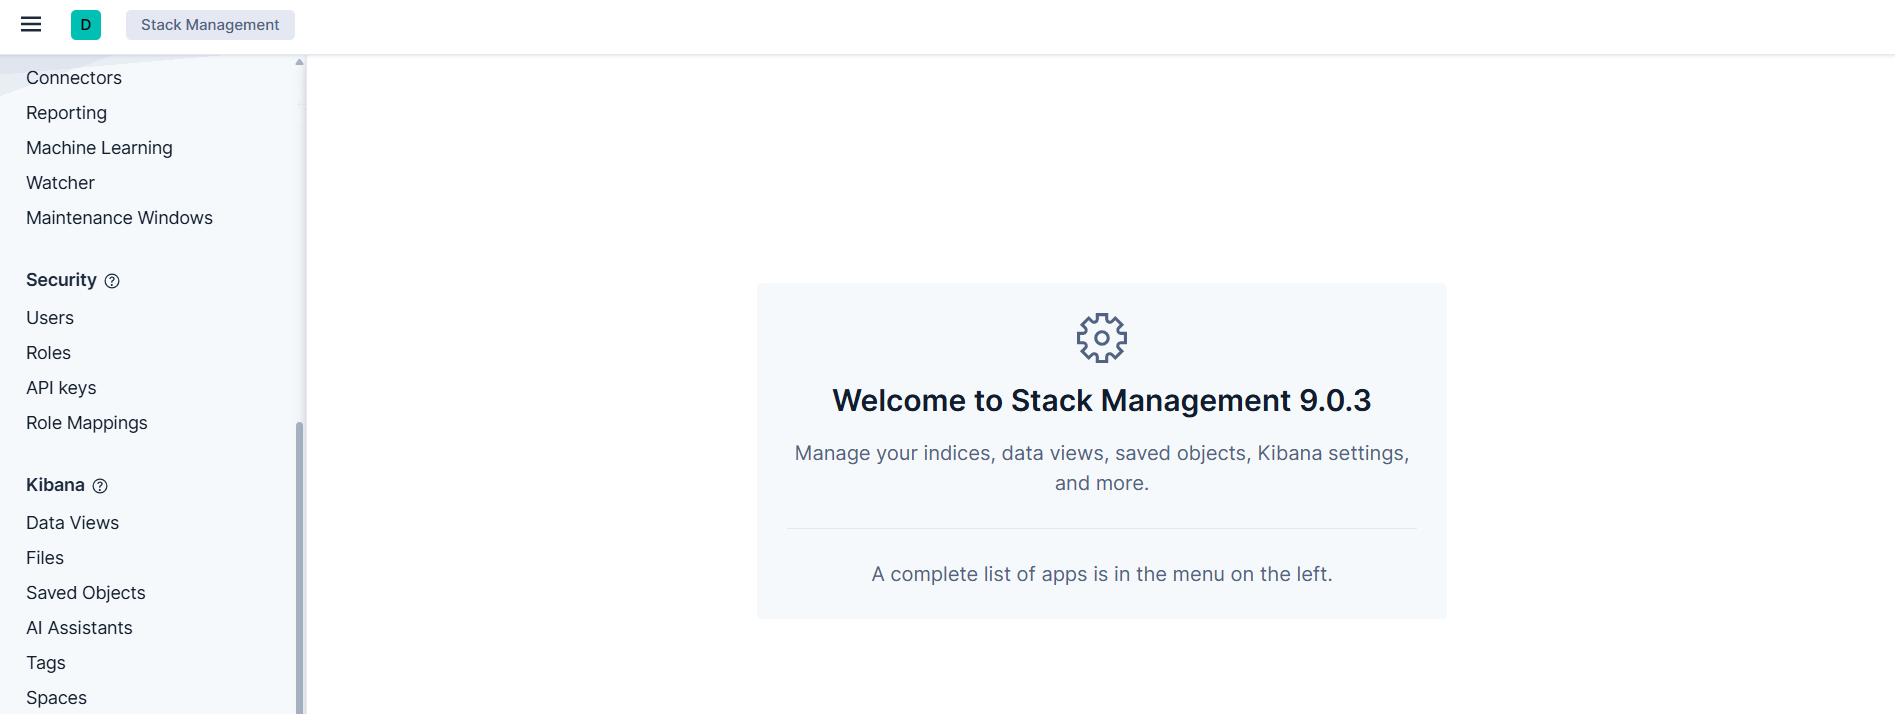 D
Stack Management
Connectors
Reporting
Machine Learning
Watcher
Maintenance Windows
Security
Users
Roles
API keys
Role Mappings
Kibana
Data Views
Files
Saved Objects
AI Assistants
Tags
Spaces
Welcome to Stack Management 9.0.3
Manage your indices, data views, saved objects, Kibana settings,
and more.
A complete list of apps is in the menu on the left.